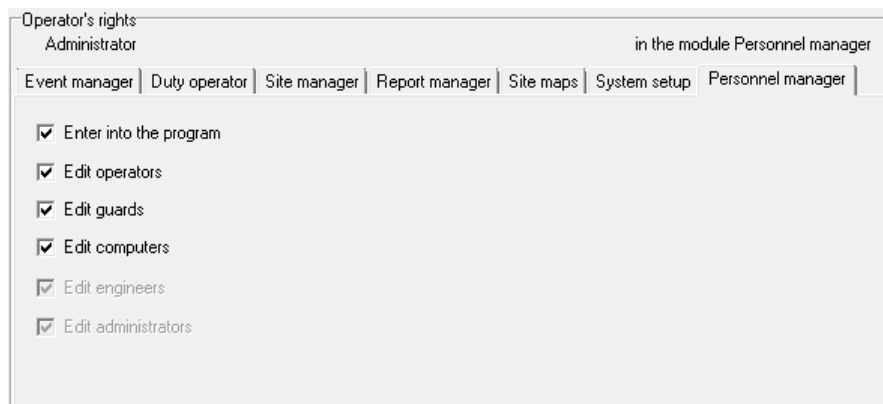 Operator's rights
Administrator in the module Personnel manager
Event manager Duty operator Site manager Report manager Site maps System setup Personnel manager
Enter into the program
Edit operators
Edit guards
Edit computers
Edit engineers
Edit administrators